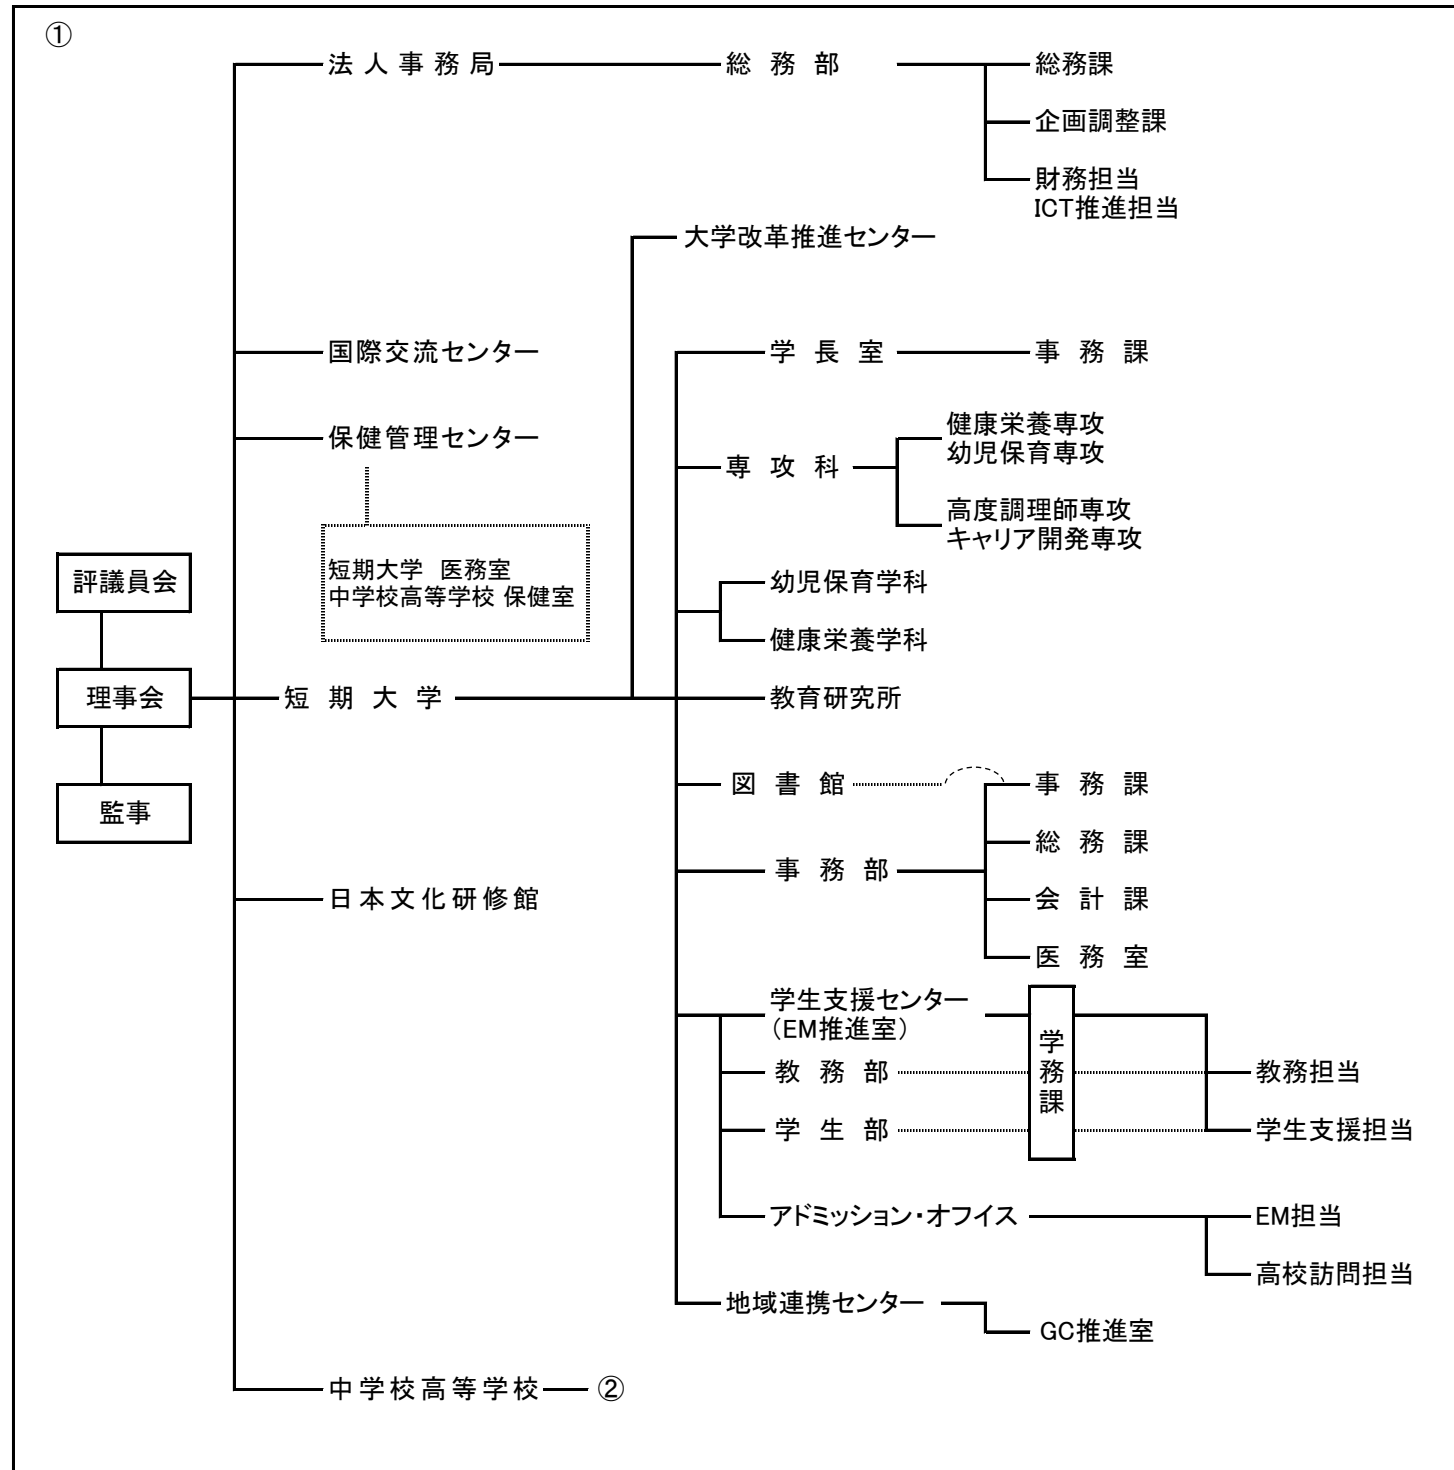 ①
法人事務局
総務部
総務課
企画調整課
財務担当
ICT推進担当
大学改革推進センター
国際交流センター
学長室
事務課
保健管理センター
専攻科
健康栄養専攻
幼児保育専攻
高度調理師専攻
キャリア開発専攻
短期大学 医務室
中学校高等学校 保健室
評議員会
幼児保育学科
健康栄養学科
理事会
短期大学
教育研究所
監事
図書館
事務課
総務課
事務部
会計課
医務室
日本文化研修館
学生支援センター
(EM推進室)
学務課
教務部
教務担当
学生部
学生支援担当
アドミッション・オフイス
EM担当
高校訪問担当
地域連携センター
GC推進室
中学校高等学校
②